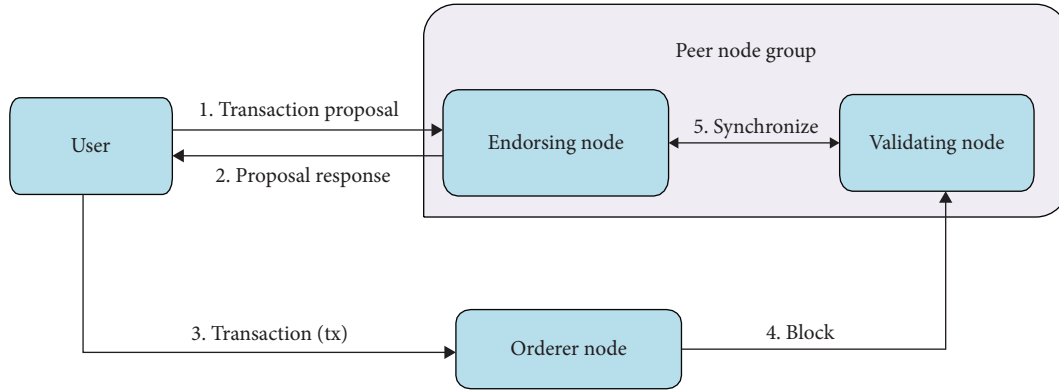 Peer node group
1. Transaction proposal
User
Endorsing node
5. Synchronize
Validating node
2. Proposal response
3. Transaction (tx)
Orderer node
4. Block